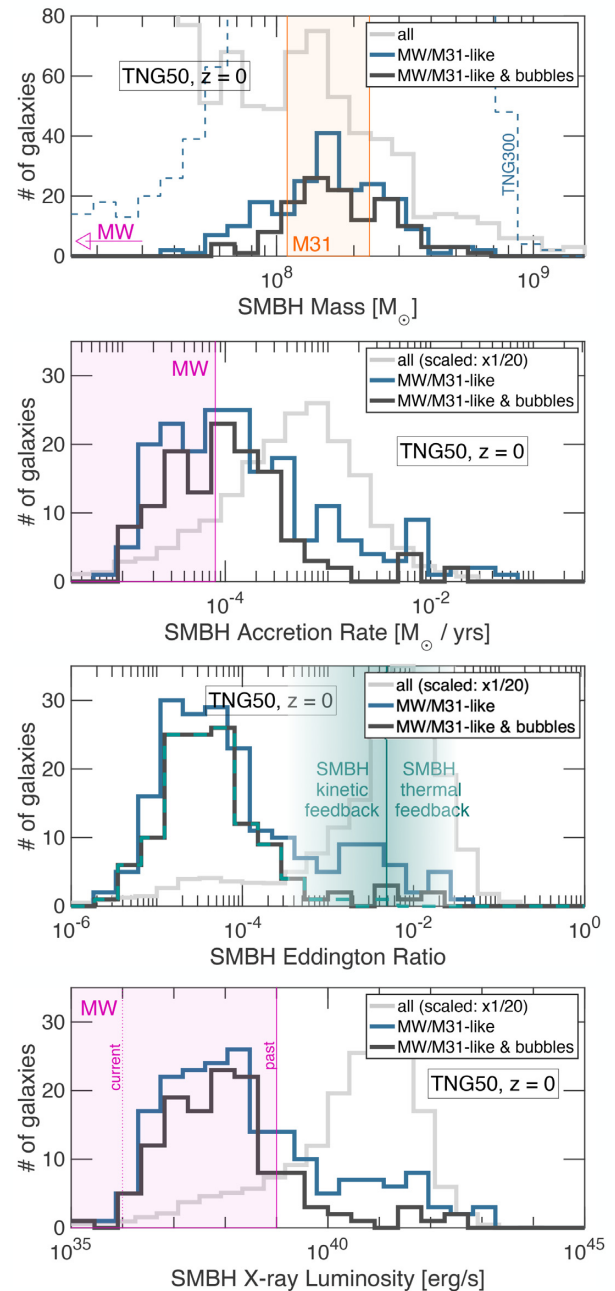 80
60
40
20
0
# of galaxies
TNG50, z = 0
all
MW/M31-like
MW/M31-like & bubbles
TNG300
MW
M31
10^8
10^9
SMBH Mass [M_⊙]
30
20
10
0
# of galaxies
MW
all (scaled: x1/20)
MW/M31-like
MW/M31-like & bubbles
TNG50, z = 0
10^-4
10^-2
SMBH Accretion Rate [M_⊙ / yrs]
30
20
10
0
# of galaxies
TNG50, z = 0
all (scaled: x1/20)
MW/M31-like
MW/M31-like & bubbles
SMBH
kinetic
feedback
SMBH
thermal
feedback
10^-6
10^-4
10^-2
10^0
SMBH Eddington Ratio
30
20
10
0
# of galaxies
MW
current
past
all (scaled: x1/20)
MW/M31-like
MW/M31-like & bubbles
TNG50, z = 0
10^35
10^40
10^45
SMBH X-ray Luminosity [erg/s]